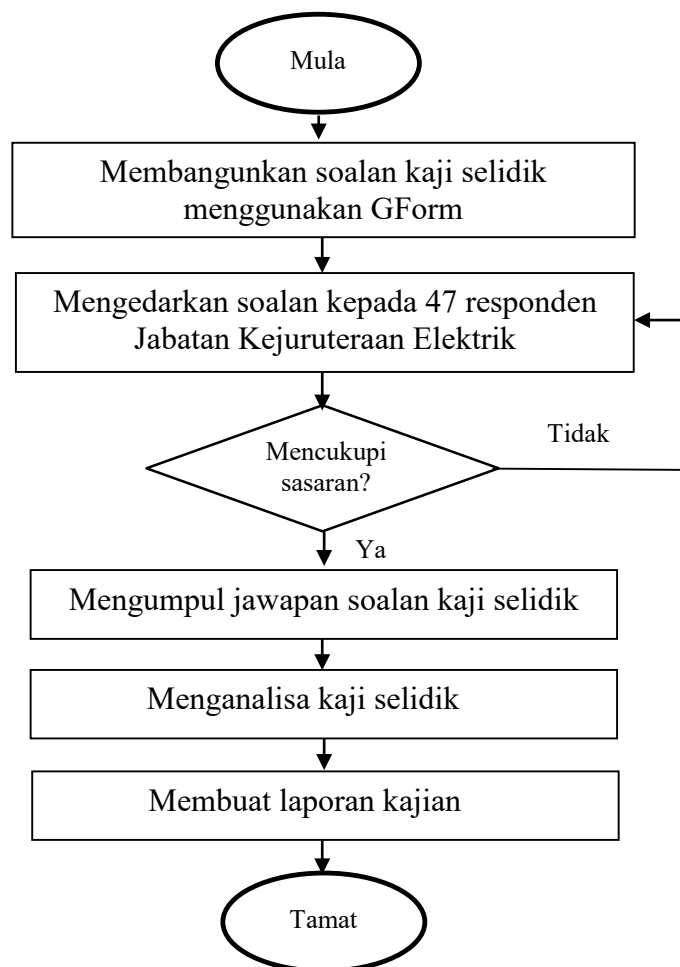 Mula
Membangunkan soalan kaji selidik
menggunakan GForm
Mengedarkan soalan kepada 47 responden
Jabatan Kejuruteraan Elektrik
Mencukupi
sasaran?
Tidak
Ya
Mengumpul jawapan soalan kaji selidik
Menganalisa kaji selidik
Membuat laporan kajian
Tamat